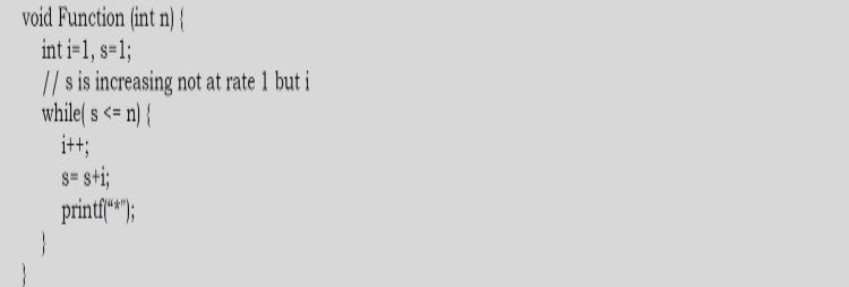 void Function (int n) {
int i=1, s=1;
// s is increasing not at rate 1 but i
while( s <= n) {
i++;
s= s+i;
printf(“*”);
}
}